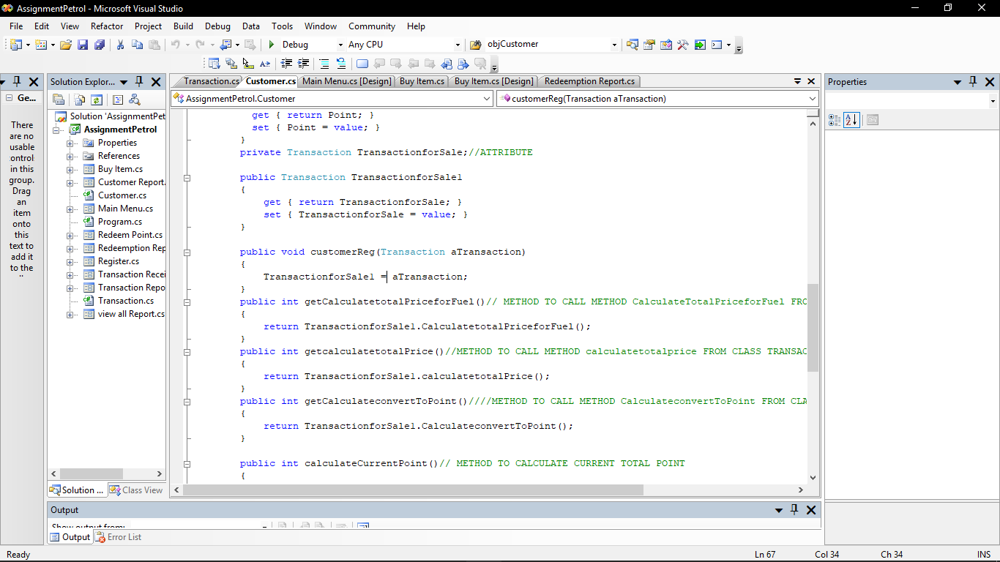 AssignmentPetrol - Microsoft Visual Studio
File Edit View Refactor Project Build Debug Data Tools Window Community Help
Debug Any CPU objCustomer
Ge...
There
are no
usable
controls
in this
group.
Drag
an
item
onto
this
text to
add it
to the
Solution Explor...
Solution 'AssignmentPet
AssignmentPetrol
Properties
References
Buy Item.cs
Customer Report.
Customer.cs
Main Menu.cs
Program.cs
Redeem Point.cs
Redeemption Rep
Register.cs
Transaction Recei
Transaction Repo
Transaction.cs
view all Report.cs
Solution ... Class View
Transaction.cs Customer.cs Main Menu.cs [Design] Buy Item.cs Buy Item.cs [Design] Redeemption Report.cs
AssignmentPetrol.Customer customerReg(Transaction aTransaction)
get { return Point; }
set { Point = value; }
}
private Transaction TransactionforSale;//ATTRIBUTE
public Transaction TransactionforSale1
{
get { return TransactionforSale; }
set { TransactionforSale = value; }
}
public void customerReg(Transaction aTransaction)
{
TransactionforSale1 = aTransaction;
}
public int getCalculatetotalPriceforFuel()// METHOD TO CALL METHOD CalculateTotalPriceforFuel FRO
{
return TransactionforSale1.CalculatetotalPriceforFuel();
}
public int getcalculatetotalPrice()//METHOD TO CALL METHOD calculatetotalprice FROM CLASS TRANSAC
{
return TransactionforSale1.calculatetotalPrice();
}
public int getCalculateconvertToPoint()////METHOD TO CALL METHOD CalculateconvertToPoint FROM CLA
{
return TransactionforSale1.CalculateconvertToPoint();
}
public int calculateCurrentPoint()// METHOD TO CALCULATE CURRENT TOTAL POINT
{
Properties
Output
Show output from:
Output Error List
Ready Ln 67 Col 34 Ch 34 INS